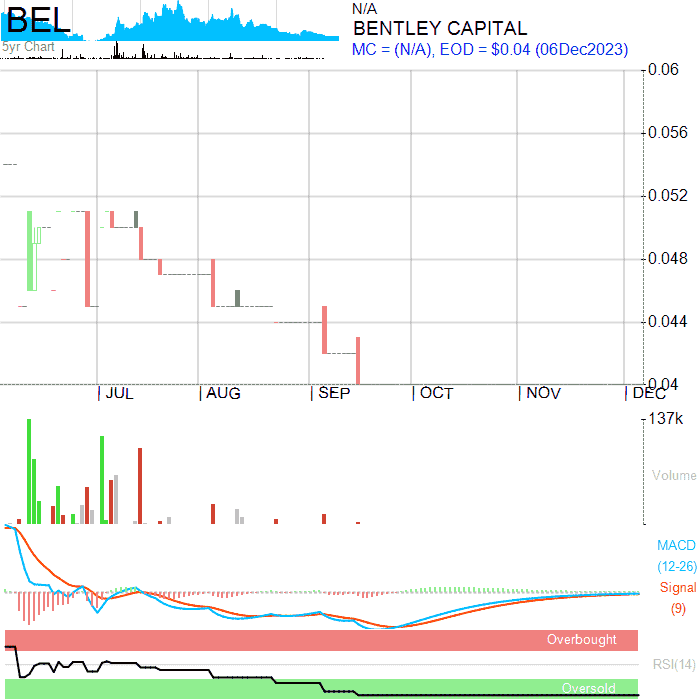 BEL
5yr Chart
N/A
BENTLEY CAPITAL
MC = (N/A), EOD = $0.04 (06Dec2023)
0.06
0.056
0.052
0.048
0.044
0.04
JUL AUG SEP OCT NOV DEC
137k
Volume
MACD
(12-26)
Signal
(9)
Overbought
RSI(14)
Oversold